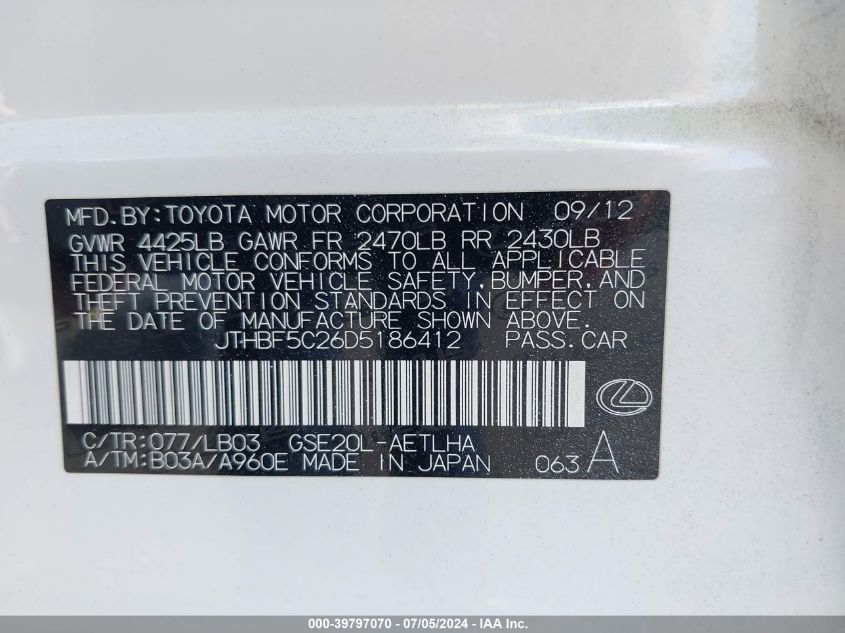 MFD.BY:TOYOTA MOTOR CORPORATION 09/12
GVWR 4425LB GAWR FR 2470LB RR 2430LB
THIS VEHICLE CONFORMS TO ALL APPLICABLE
FEDERAL MOTOR VEHICLE SAFETY,BUMPER,AND
THEFT PREVENTION STANDARDS IN EFFECT ON
THE DATE OF MANUFACTURE SHOWN ABOVE.
JTHBF5C26D5186412 PASS.CAR
C/TR:077/LB03 GSE20L-AETLHA
A/TM:B03A/A960E MADE IN JAPAN 063 A
000-39797070 - 07/05/2024 - IAA Inc.